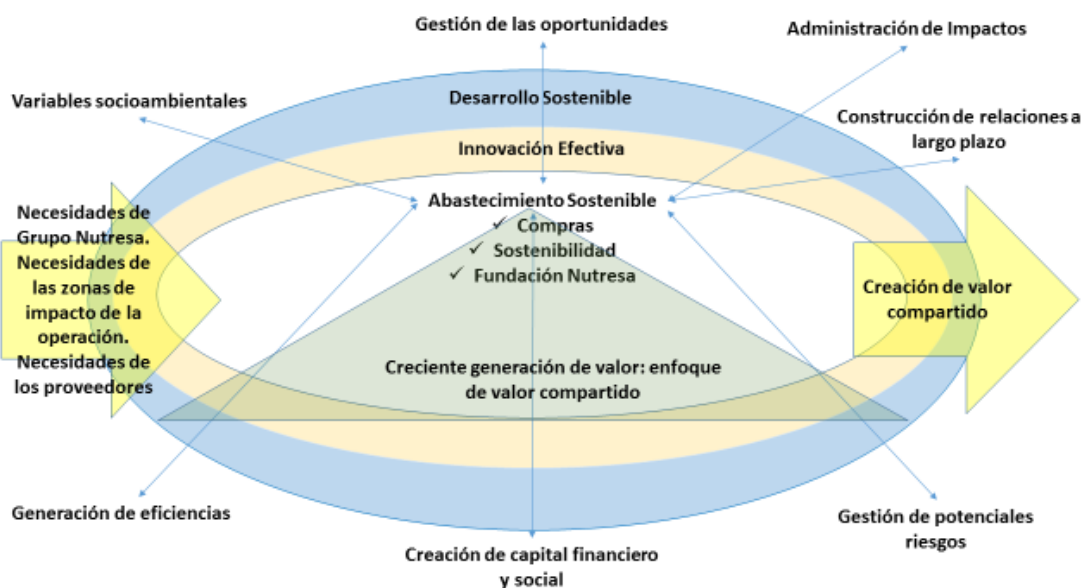 Gestión de las oportunidades
Administración de Impactos
Variables socioambientales
Desarrollo Sostenible
Construcción de relaciones a
largo plazo
Innovación Efectiva
Abastecimiento Sostenible
✓ Compras
✓ Sostenibilidad
✓ Fundación Nutresa
Necesidades de
Grupo Nutresa.
Necesidades de
las zonas de
impacto de la
operación.
Necesidades de
los proveedores
Creación de valor
compartido
Creciente generación de valor: enfoque
de valor compartido
Generación de eficiencias
Gestión de potenciales
riesgos
Creación de capital financiero
y social